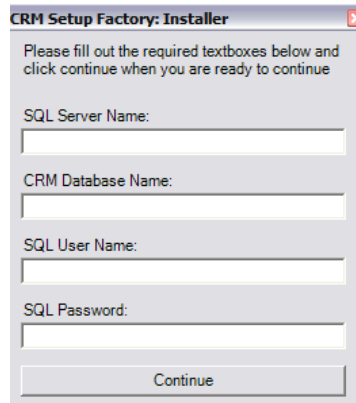 CRM Setup Factory: Installer
Please fill out the required textboxes below and
click continue when you are ready to continue
SQL Server Name:
CRM Database Name:
SQL User Name:
SQL Password:
Continue